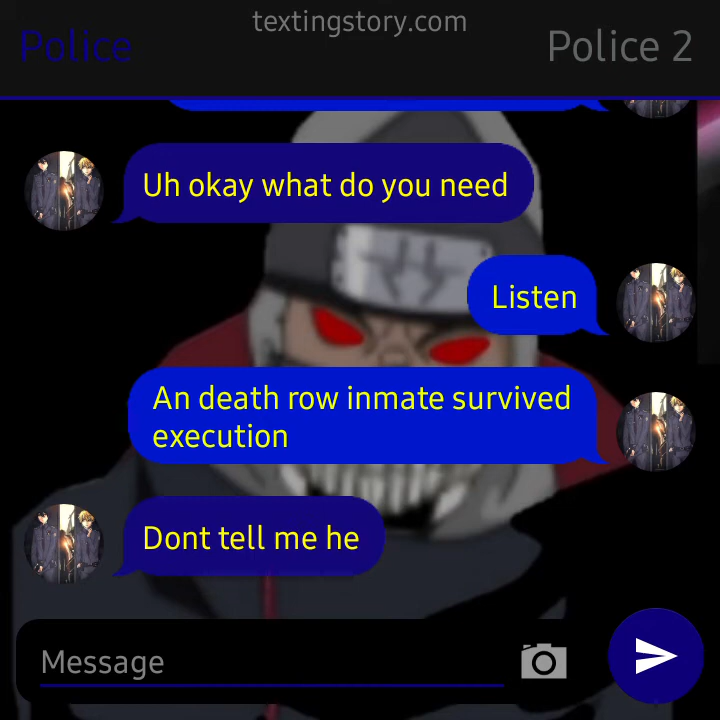 textingstory.com
Police
Police 2
Uh okay what do you need
Listen
An death row inmate survived
execution
Dont tell me he
Message